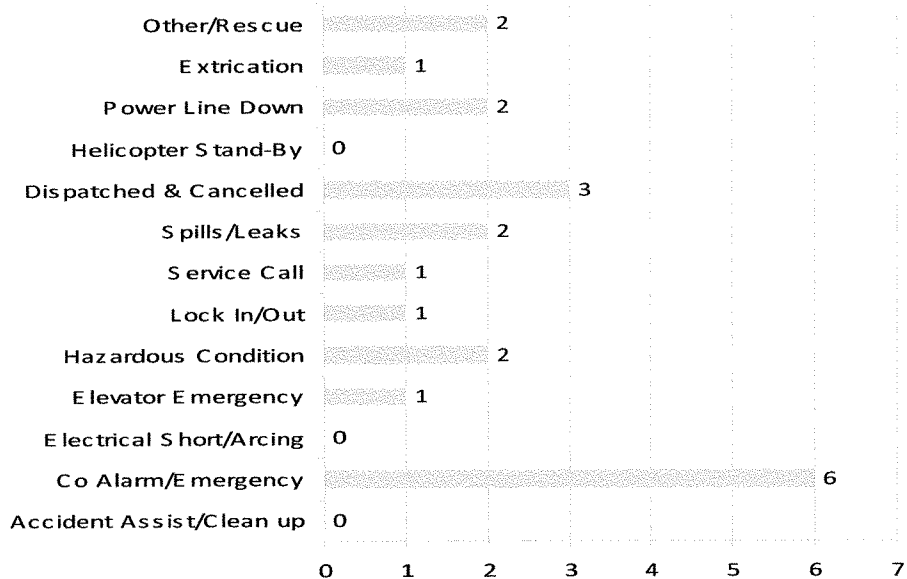 Other/Rescue 2
Extrication 1
Power Line Down 2
Helicopter Stand-By 0
Dispatched & Cancelled 3
Spills/Leaks 2
Service Call 1
Lock In/Out 1
Hazardous Condition 2
Elevator Emergency 1
Electrical Short/Arcing 0
Co Alarm/Emergency 6
Accident Assist/Clean up 0
0 1 2 3 4 5 6 7